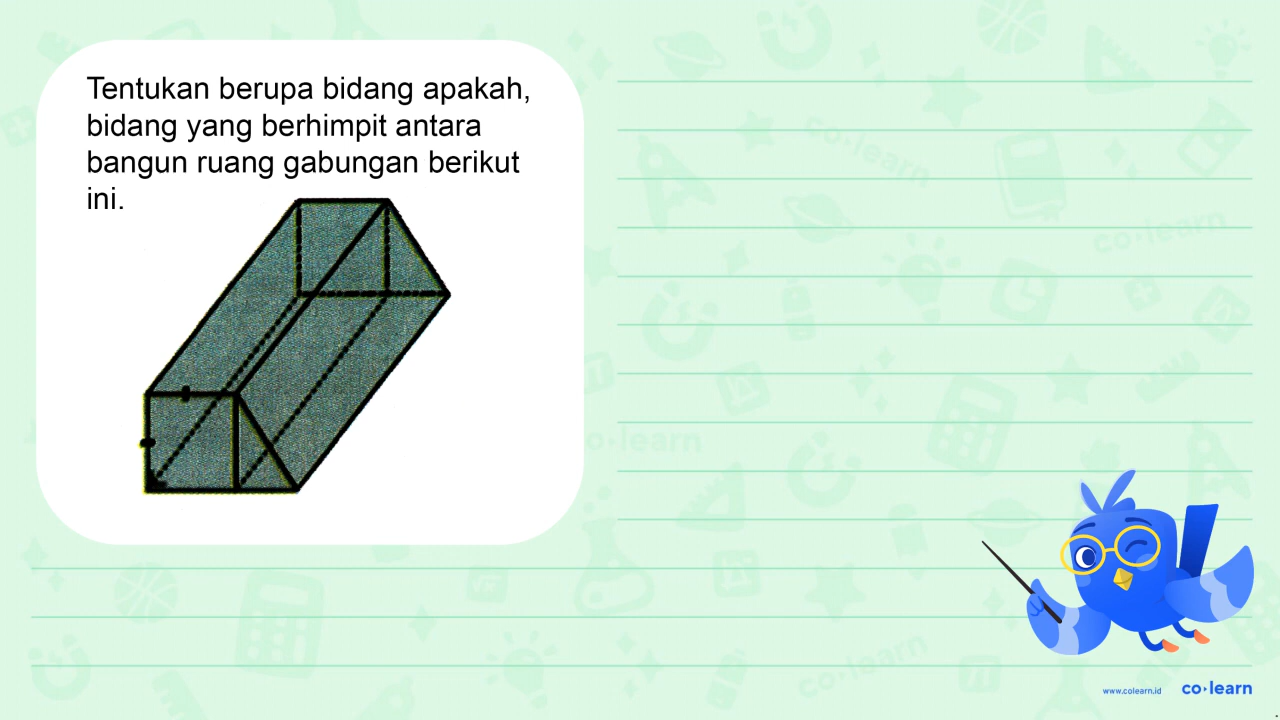 Tentukan berupa bidang apakah,
bidang yang berhimpit antara
bangun ruang gabungan berikut
ini.
www.colearn.id
co·learn